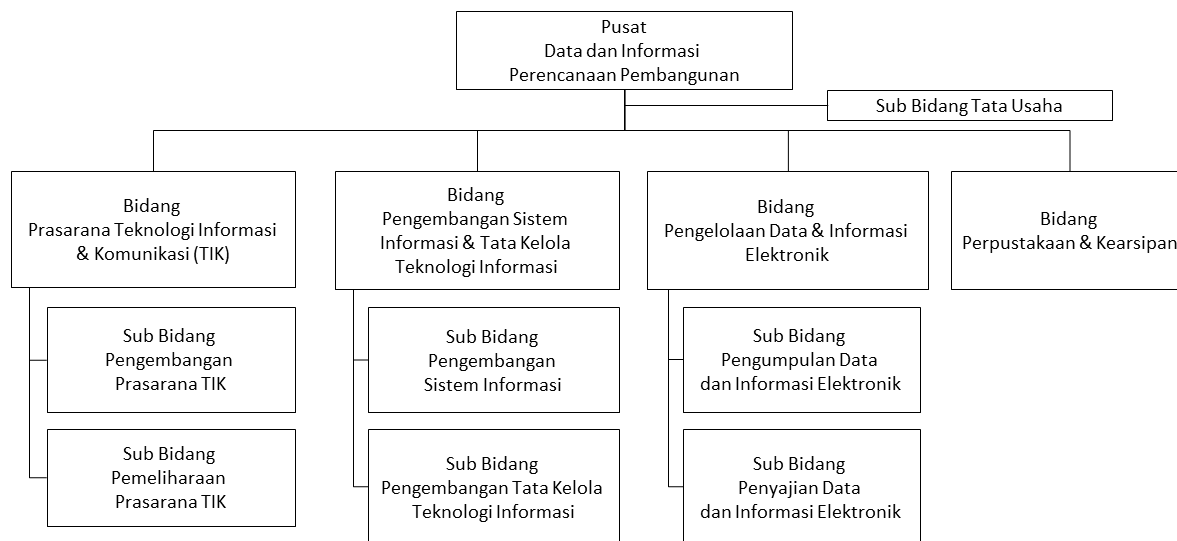 Pusat
Data dan Informasi
Perencanaan Pembangunan
Sub Bidang Tata Usaha
Bidang
Prasarana Teknologi Informasi
& Komunikasi (TIK)
Bidang
Pengembangan Sistem
Informasi & Tata Kelola
Teknologi Informasi
Bidang
Pengelolaan Data & Informasi
Elektronik
Bidang
Perpustakaan & Kearsipan
Sub Bidang
Pengembangan
Prasarana TIK
Sub Bidang
Pengembangan
Sistem Informasi
Sub Bidang
Pengumpulan Data
dan Informasi Elektronik
Sub Bidang
Pemeliharaan
Prasarana TIK
Sub Bidang
Pengembangan Tata Kelola
Teknologi Informasi
Sub Bidang
Penyajian Data
dan Informasi Elektronik